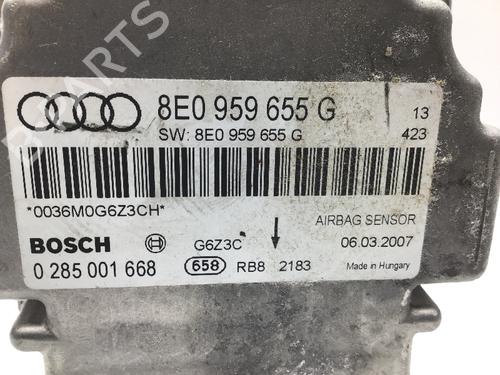 8E0 959 655 G 13
SW: 8E0 959 655 G 423
*0036M0G6Z3CH*
AIRBAG SENSOR
BOSCH G6Z3C 06.03.2007
0 285 001 668 658 RB8 2183 Made in Hungary